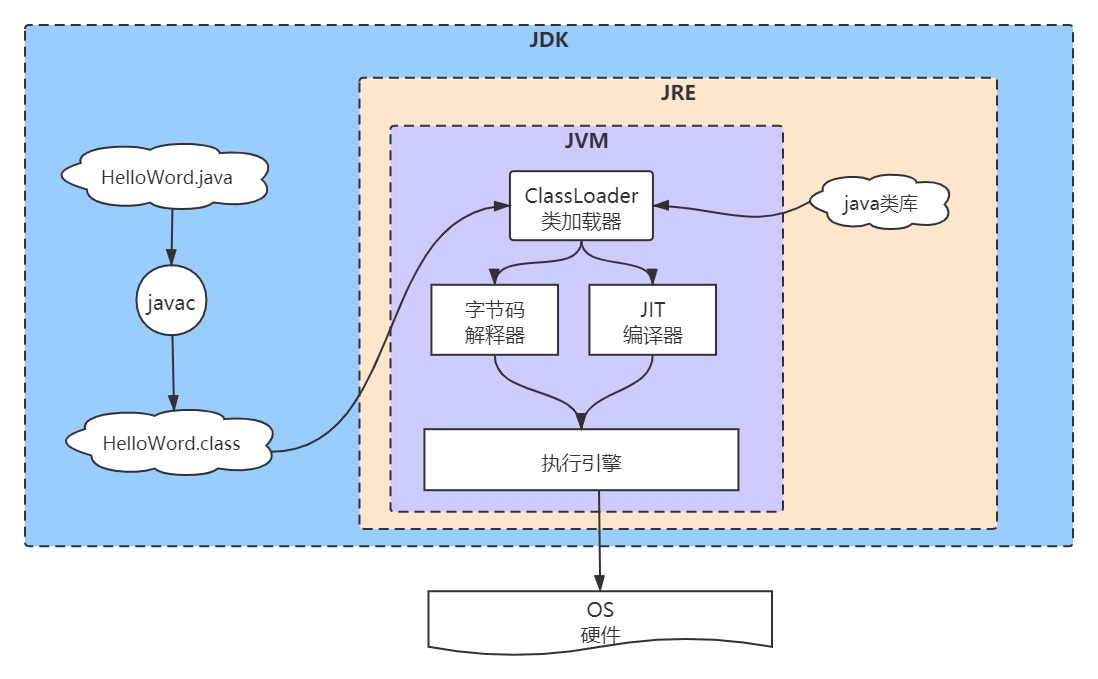 JDK
JRE
JVM
HelloWord.java
ClassLoader
类加载器
java类库
javac
字节码
解释器
JIT
编译器
HelloWord.class
执行引擎
OS
硬件